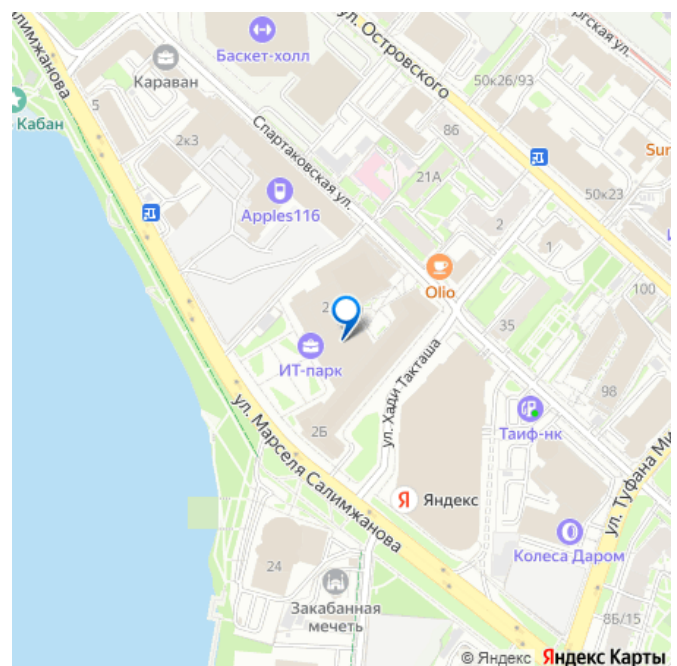 Салимжанова
Баскет-холл
ул. Островского
ргская ул.
Караван
50к26/93
5
Кабан
2к3
86
Спартаковская ул.
21А
Sur
Apples116
50к23
2
1
И
Olio
100
2
35
ИТ-парк
ул. Хади Такташа
98
2Б
Таиф-нк
ул. Марселя Салимжанова
Я Яндекс
ул. Туфана Ми
Колеса Даром
24
Закабанная
мечеть
8Б/15
© Яндекс Яндекс Карты